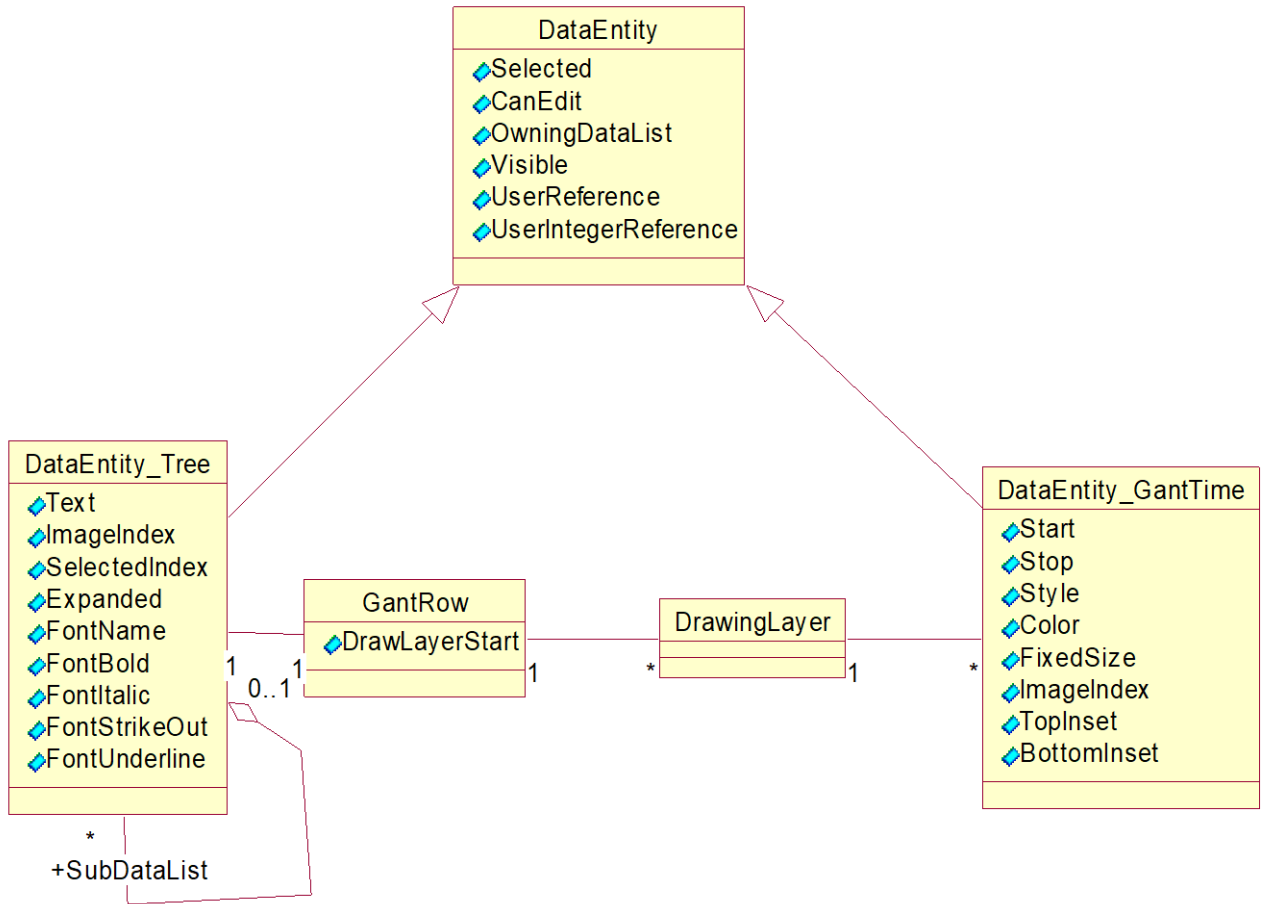 DataEntity
Selected
CanEdit
OwningDataList
Visible
UserReference
UserIntegerReference
DataEntity_Tree
Text
ImageIndex
SelectedIndex
Expanded
FontName
FontBold
FontItalic
FontStrikeOut
FontUnderline
GantRow
DrawLayerStart
DrawingLayer
DataEntity_GantTime
Start
Stop
Style
Color
FixedSize
ImageIndex
TopInset
BottomInset
1
1
0..1
1
*
1
*
*
+SubDataList